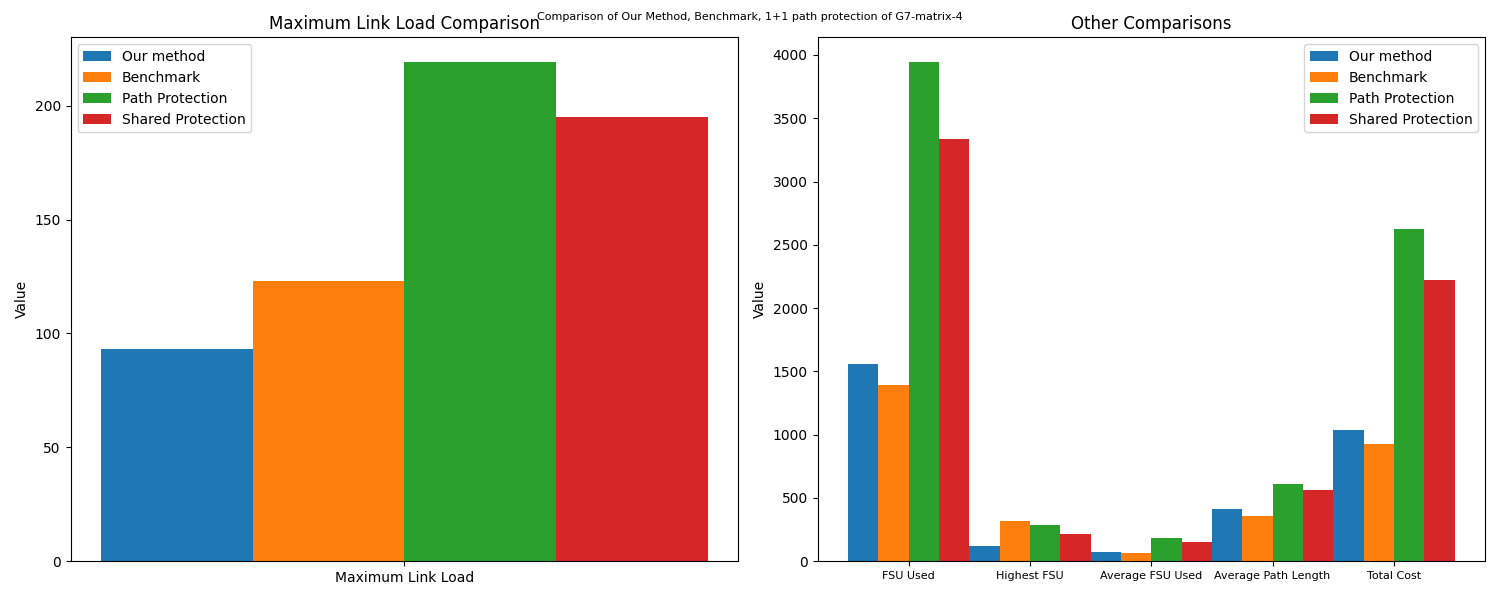 Comparison of Our Method, Benchmark, 1+1 path protection of G7-matrix-4
Maximum Link Load Comparison
Value
200
150
100
50
0
Our method
Benchmark
Path Protection
Shared Protection
Maximum Link Load
Other Comparisons
Value
4000
3500
3000
2500
2000
1500
1000
500
0
Our method
Benchmark
Path Protection
Shared Protection
FSU Used
Highest FSU
Average FSU Used
Average Path Length
Total Cost